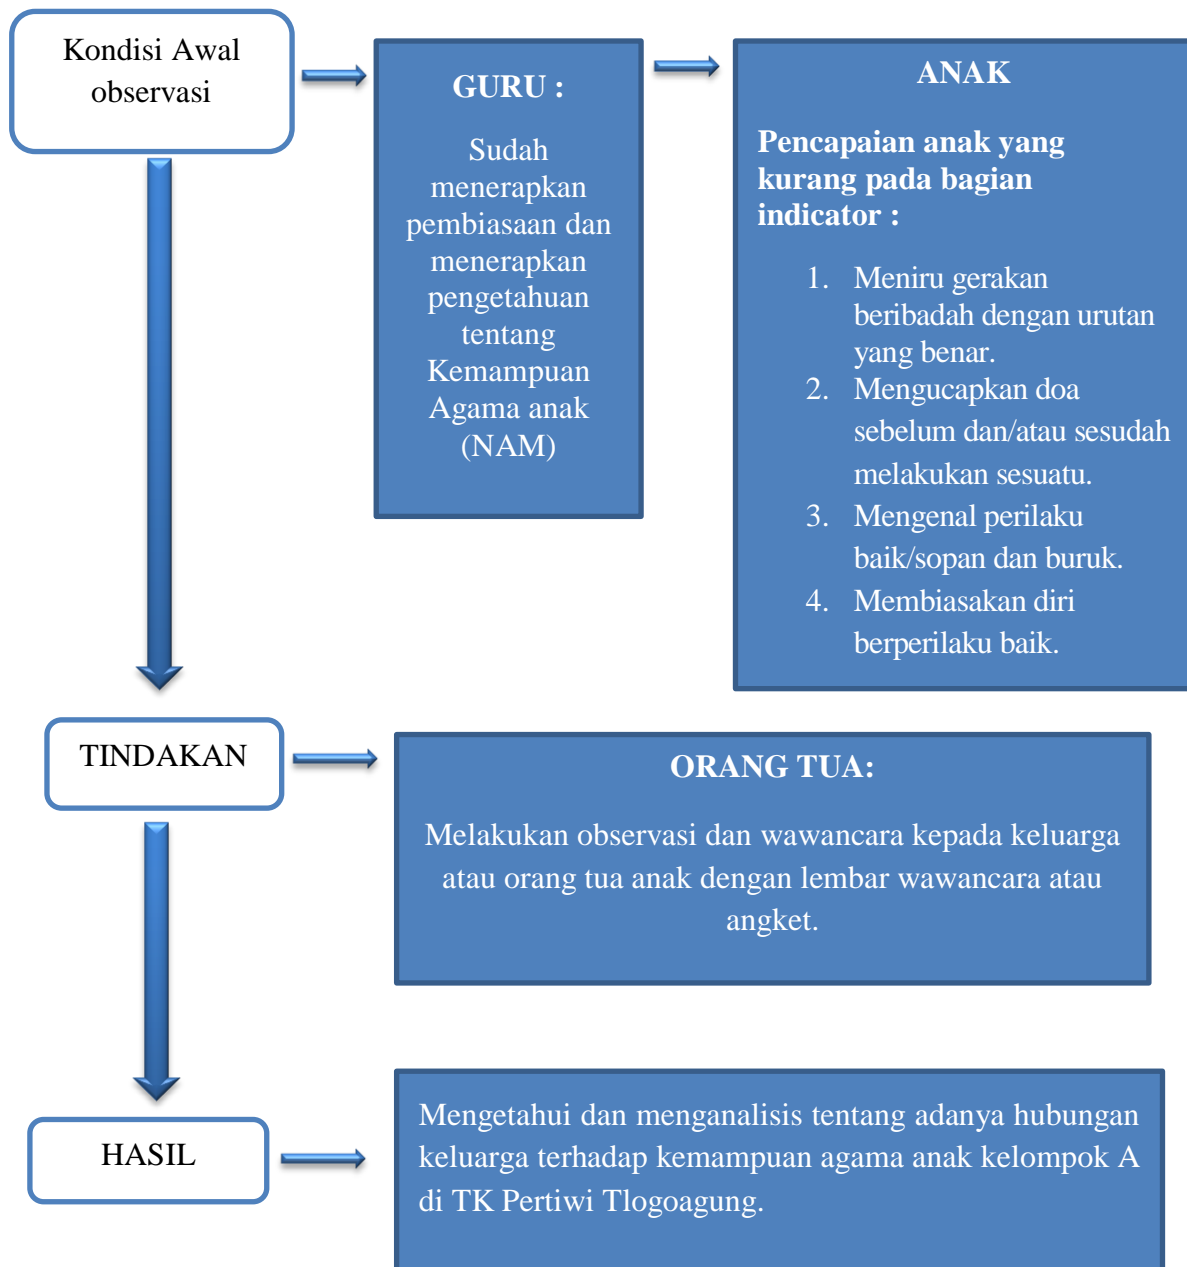 Kondisi Awal
observasi
GURU :
Sudah
menerapkan
pembiasaan dan
menerapkan
pengetahuan
tentang
Kemampuan
Agama anak
(NAM)
ANAK
Pencapaian anak yang
kurang pada bagian
indicator :
1. Meniru gerakan
beribadah dengan urutan
yang benar.
2. Mengucapkan doa
sebelum dan/atau sesudah
melakukan sesuatu.
3. Mengenal perilaku
baik/sopan dan buruk.
4. Membiasakan diri
berperilaku baik.
TINDAKAN
ORANG TUA:
Melakukan observasi dan wawancara kepada keluarga
atau orang tua anak dengan lembar wawancara atau
angket.
HASIL
Mengetahui dan menganalisis tentang adanya hubungan
keluarga terhadap kemampuan agama anak kelompok A
di TK Pertiwi Tlogoagung.